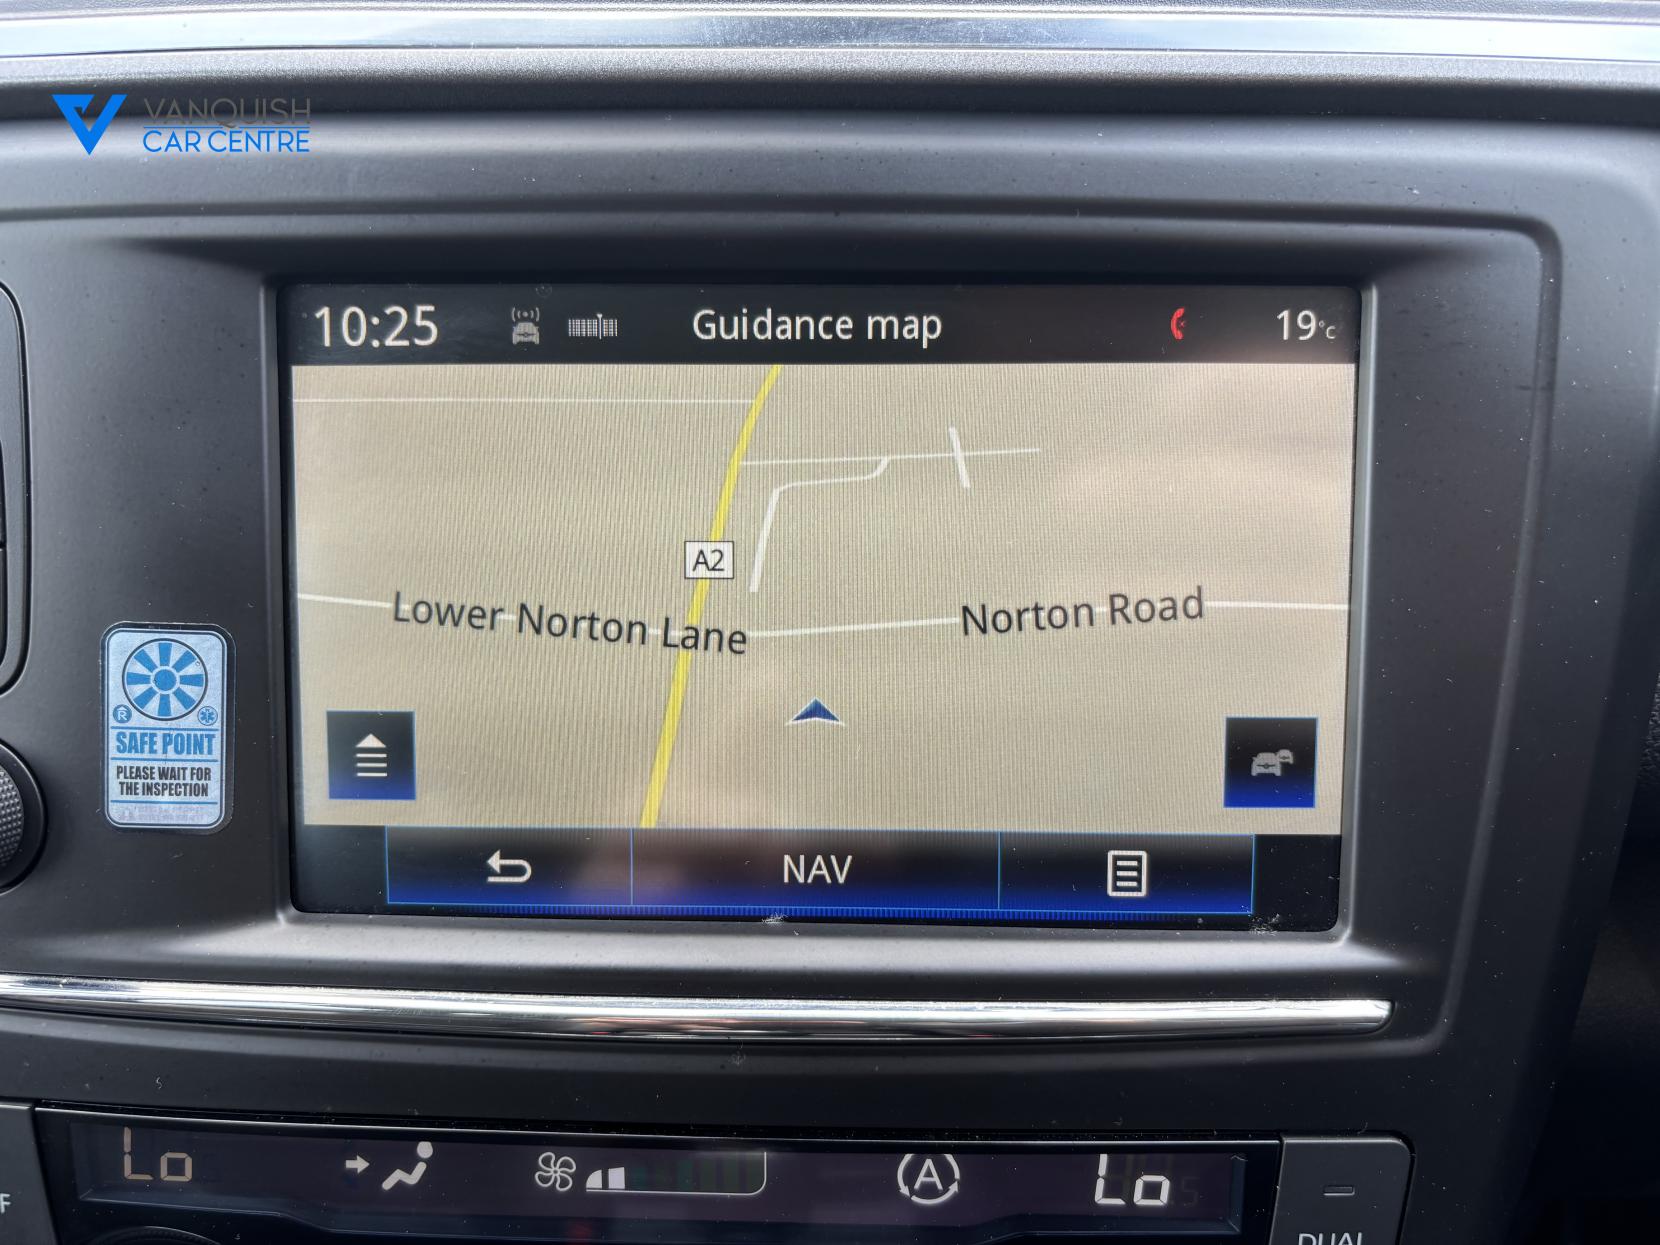 VANQUISH
CAR CENTRE
10:25
Guidance map
19°C
A2
Lower Norton Lane
Norton Road
SAFE POINT
PLEASE WAIT FOR
THE INSPECTION
NAV
Lo
A
Lo
F
DUAL